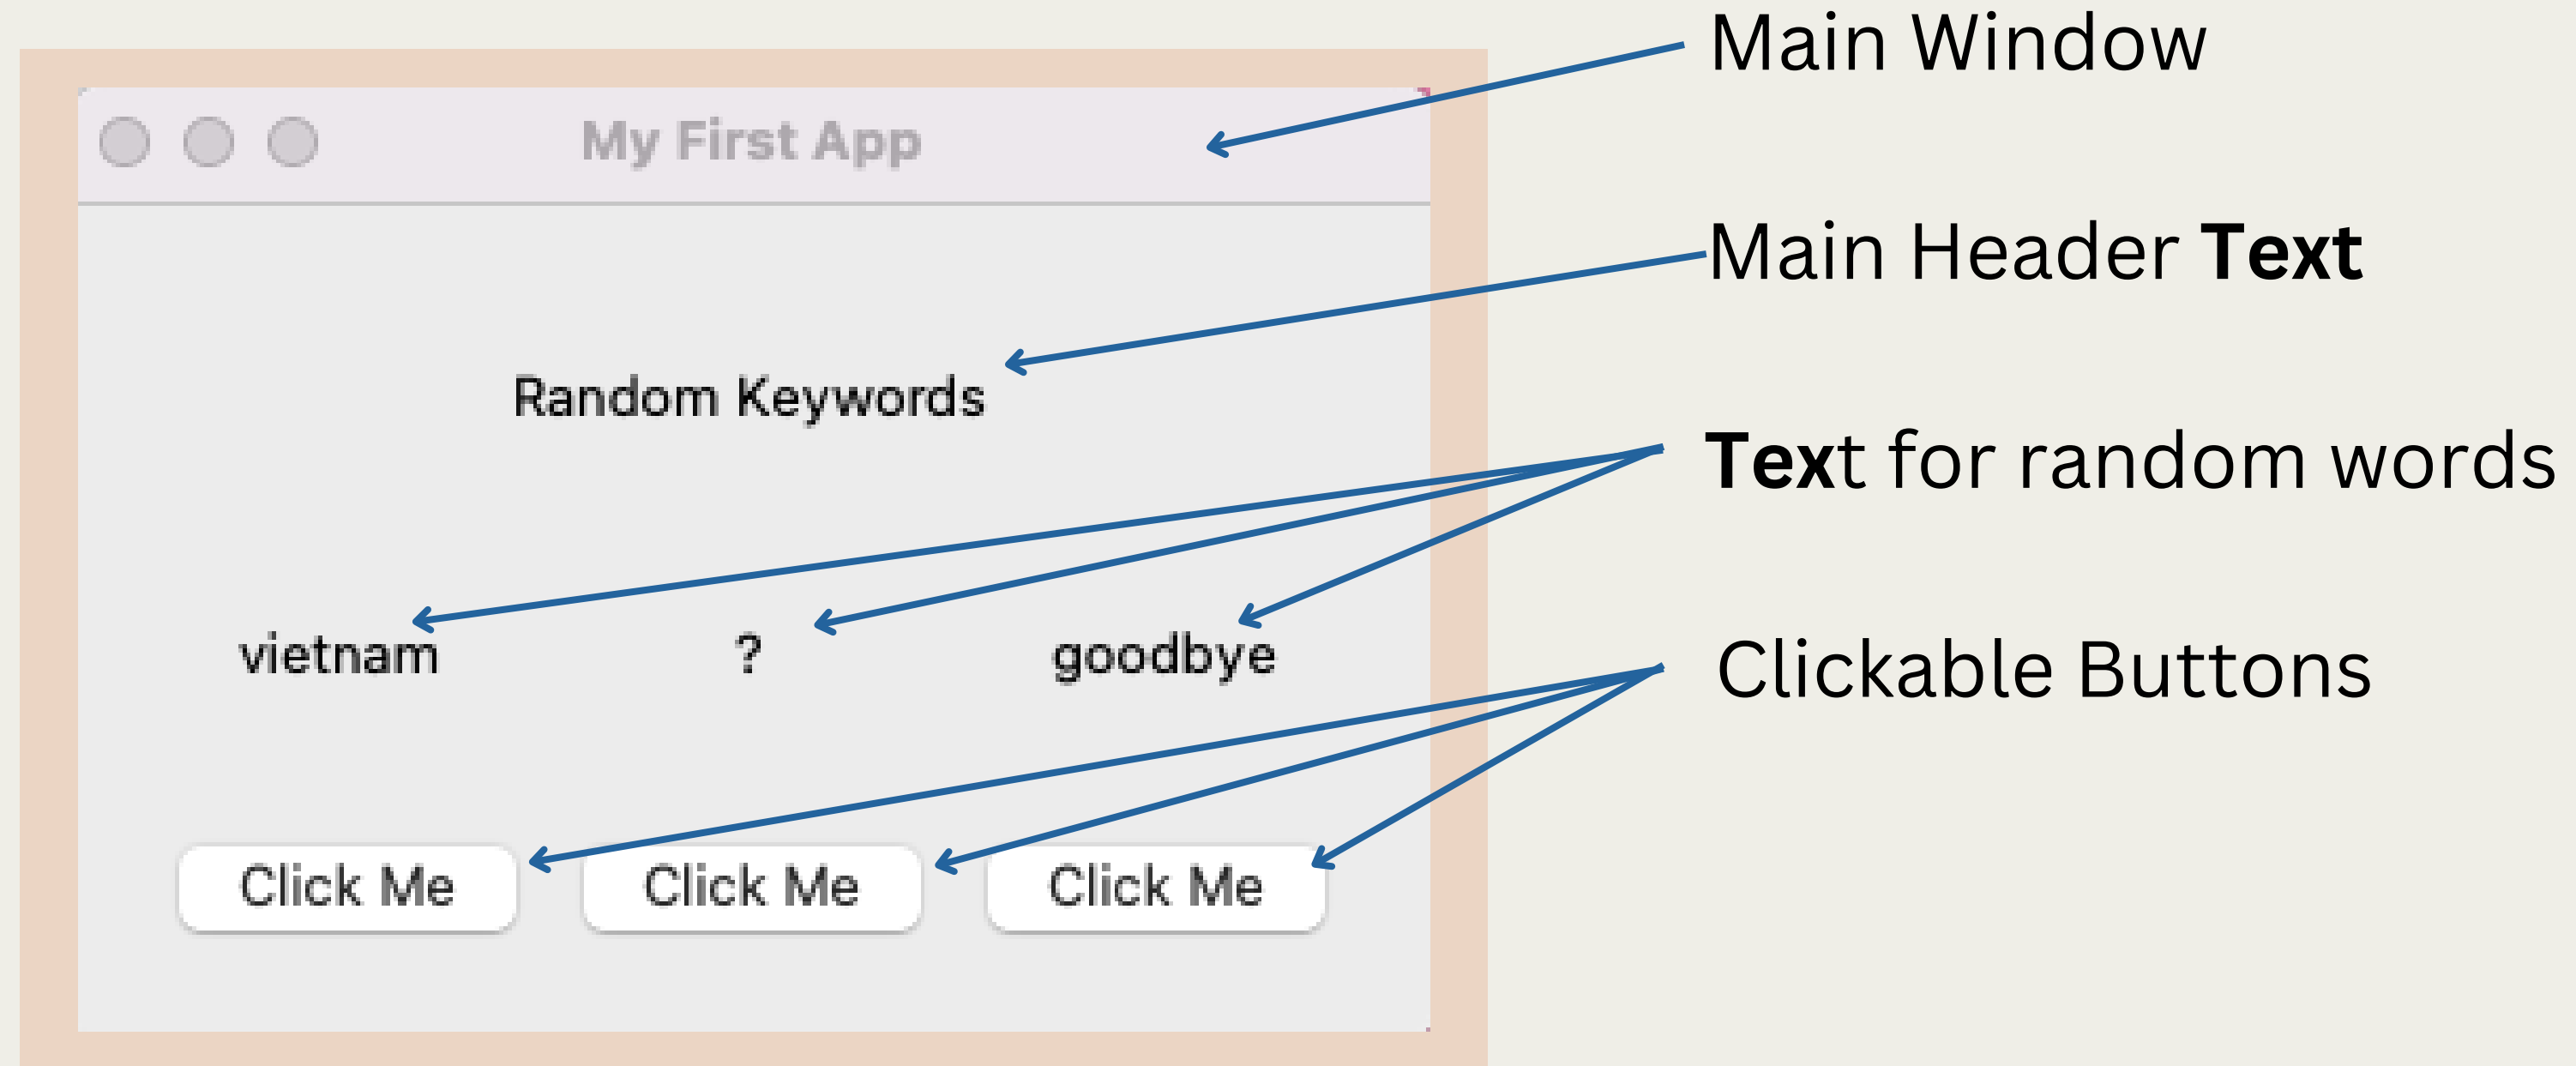 Main Window
My First App
Main Header Text
Random Keywords
Text for random words
vietnam ? goodbye
Clickable Buttons
Click Me Click Me Click Me